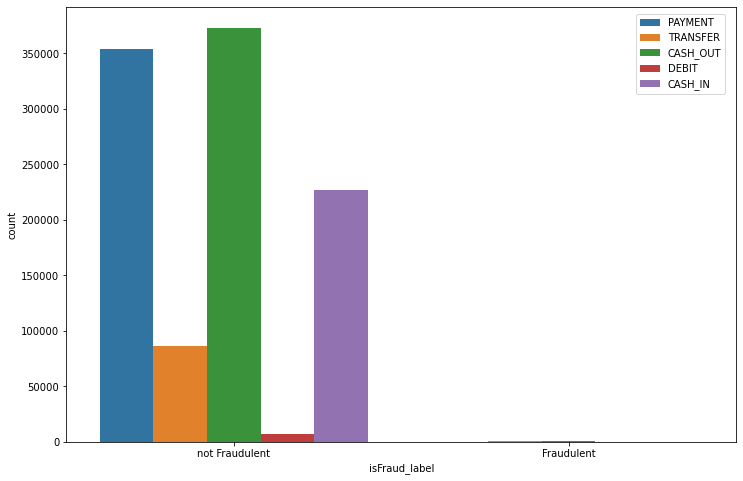 PAYMENT
TRANSFER
CASH_OUT
DEBIT
CASH_IN
350000
300000
250000
200000
150000
100000
50000
0
count
not Fraudulent
Fraudulent
isFraud_label